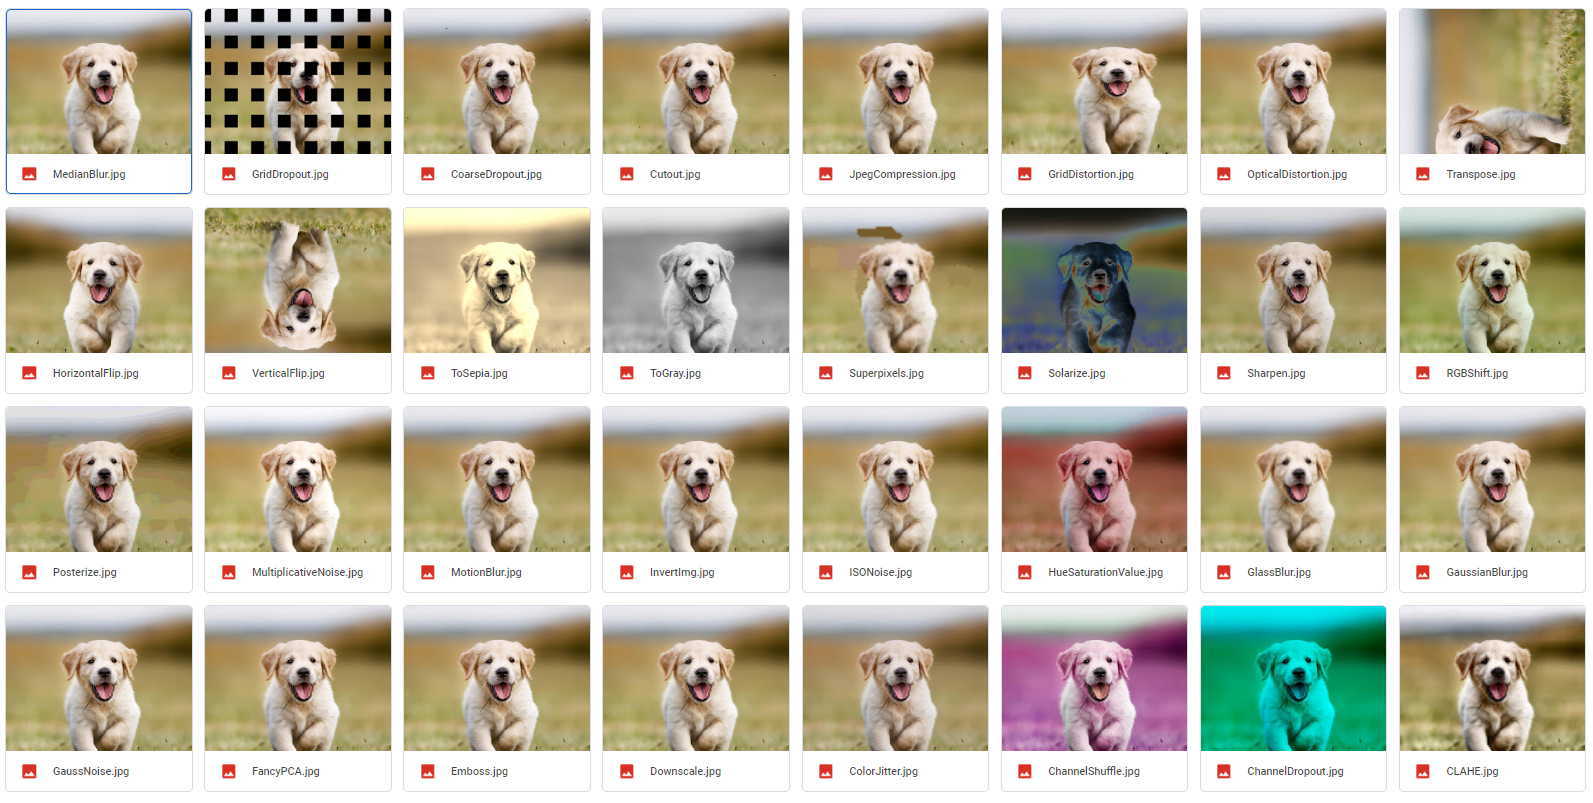 MedianBlur.jpg
GridDropout.jpg
CoarseDropout.jpg
Cutout.jpg
JpegCompression.jpg
GridDistortion.jpg
OpticalDistortion.jpg
Transpose.jpg
HorizontalFlip.jpg
VerticalFlip.jpg
ToSepia.jpg
ToGray.jpg
Superpixels.jpg
Solarize.jpg
Sharpen.jpg
RGBShift.jpg
Posterize.jpg
MultiplicativeNoise.jpg
MotionBlur.jpg
InvertImg.jpg
ISONoise.jpg
HueSaturationValue.jpg
GlassBlur.jpg
GaussianBlur.jpg
GaussNoise.jpg
FancyPCA.jpg
Emboss.jpg
Downscale.jpg
ColorJitter.jpg
ChannelShuffle.jpg
ChannelDropout.jpg
CLAHE.jpg